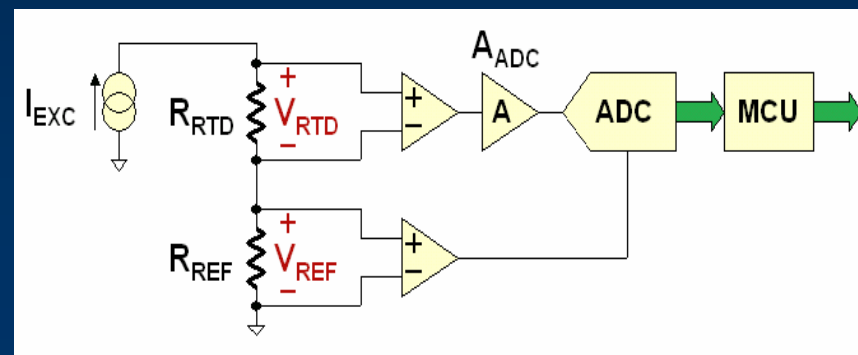 A_ADC
I_EXC
R_RTD
+
V_RTD
−
+
−
A
ADC
MCU
R_REF
+
V_REF
−
+
−